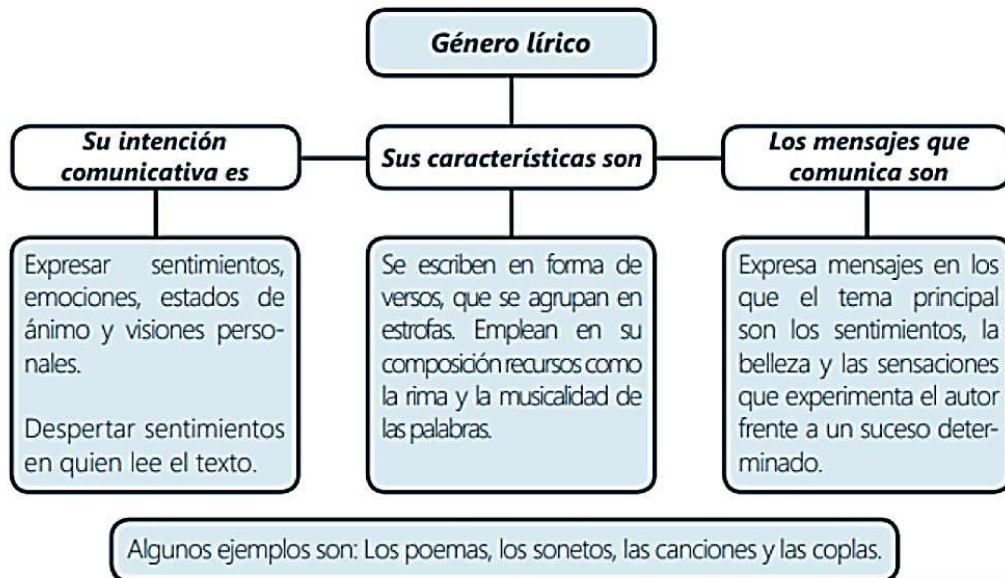 Género lírico
Su intención
comunicativa es
Sus características son
Los mensajes que
comunica son
Expresar sentimientos,
emociones, estados de
ánimo y visiones perso-
nales.
Despertar sentimientos
en quien lee el texto.
Se escriben en forma de
versos, que se agrupan en
estrofas. Emplean en su
composición recursos como
la rima y la musicalidad de
las palabras.
Expresa mensajes en los
que el tema principal
son los sentimientos, la
belleza y las sensaciones
que experimenta el autor
frente a un suceso deter-
minado.
Algunos ejemplos son: Los poemas, los sonetos, las canciones y las coplas.